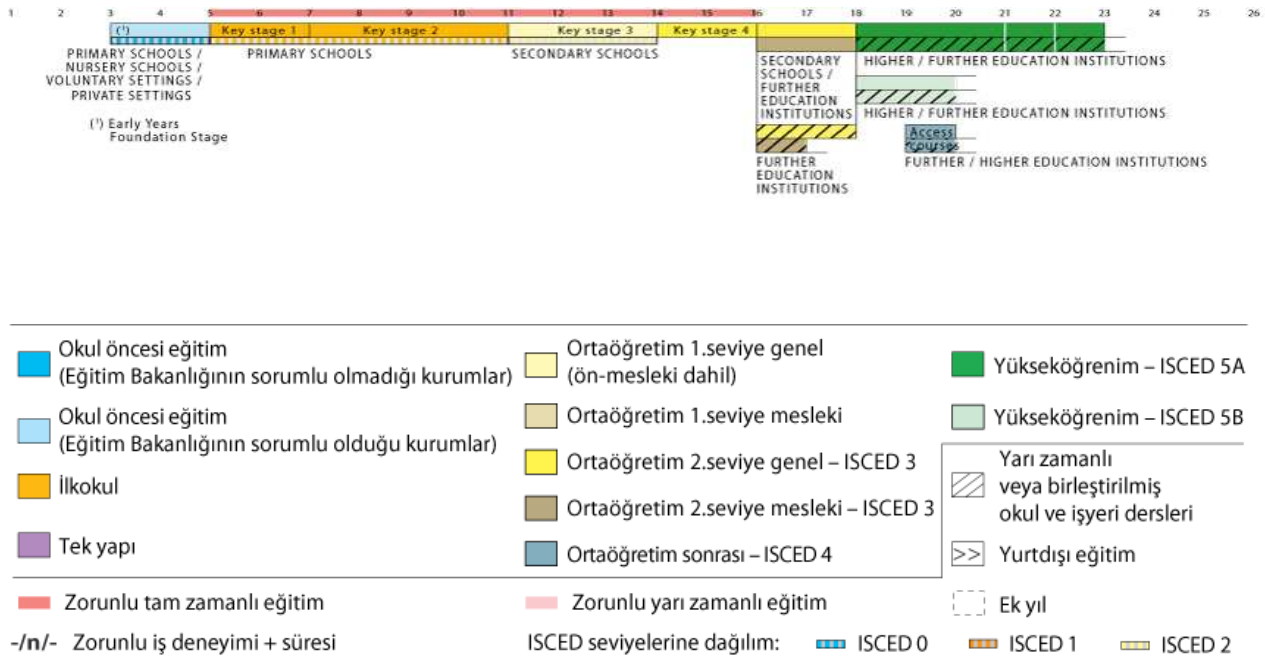 1 2 3 4 5 6 7 8 9 10 11 12 13 14 15 16 17 18 19 20 21 22 23 24 25 26
(¹) Key stage 1 Key stage 2 Key stage 3 Key stage 4
PRIMARY SCHOOLS /
NURSERY SCHOOLS /
VOLUNTARY SETTINGS /
PRIVATE SETTINGS
(¹) Early Years
Foundation Stage
PRIMARY SCHOOLS
SECONDARY SCHOOLS
SECONDARY
SCHOOLS /
FURTHER
EDUCATION
INSTITUTIONS
HIGHER / FURTHER EDUCATION INSTITUTIONS
HIGHER / FURTHER EDUCATION INSTITUTIONS
Access
courses
FURTHER / HIGHER EDUCATION INSTITUTIONS
FURTHER
EDUCATION
INSTITUTIONS
Okul öncesi eğitim
(Eğitim Bakanlığının sorumlu olmadığı kurumlar)
Okul öncesi eğitim
(Eğitim Bakanlığının sorumlu olduğu kurumlar)
İlkokul
Tek yapı
Ortaöğretim 1.seviye genel
(ön-mesleki dahil)
Ortaöğretim 1.seviye mesleki
Ortaöğretim 2.seviye genel – ISCED 3
Ortaöğretim 2.seviye mesleki – ISCED 3
Ortaöğretim sonrası – ISCED 4
Yükseköğrenim – ISCED 5A
Yükseköğrenim – ISCED 5B
Yarı zamanlı
veya birleştirilmiş
okul ve işyeri dersleri
>> Yurtdışı eğitim
Zorunlu tam zamanlı eğitim
Zorunlu yarı zamanlı eğitim
Ek yıl
-/n/- Zorunlu iş deneyimi + süresi
ISCED seviyelerine dağılım: ISCED 0 ISCED 1 ISCED 2